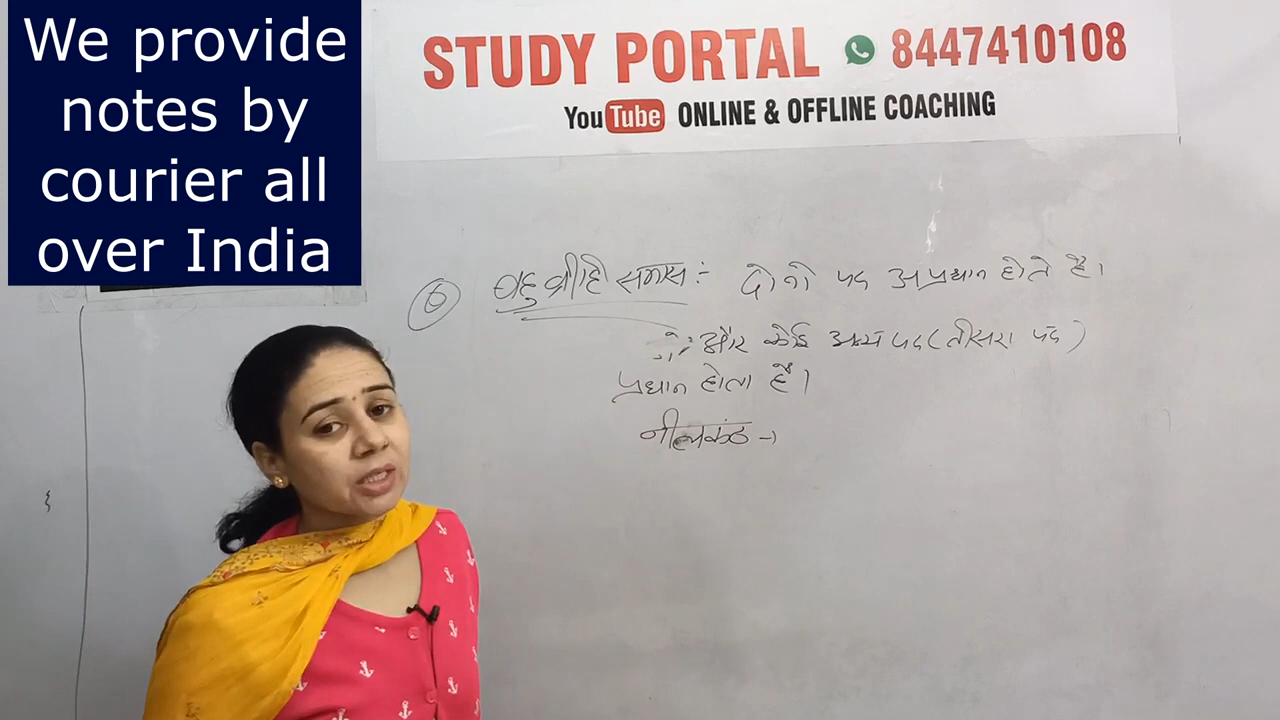 We provide
notes by
courier all
over India
STUDY PORTAL 8447410108
YouTube ONLINE & OFFLINE COACHING
6 बहुव्रीहि समास :- दोनो पद अप्रधान होते है।
और कोई अन्य पद (तीसरा पद)
प्रधान होता है।
नीलकंठ →